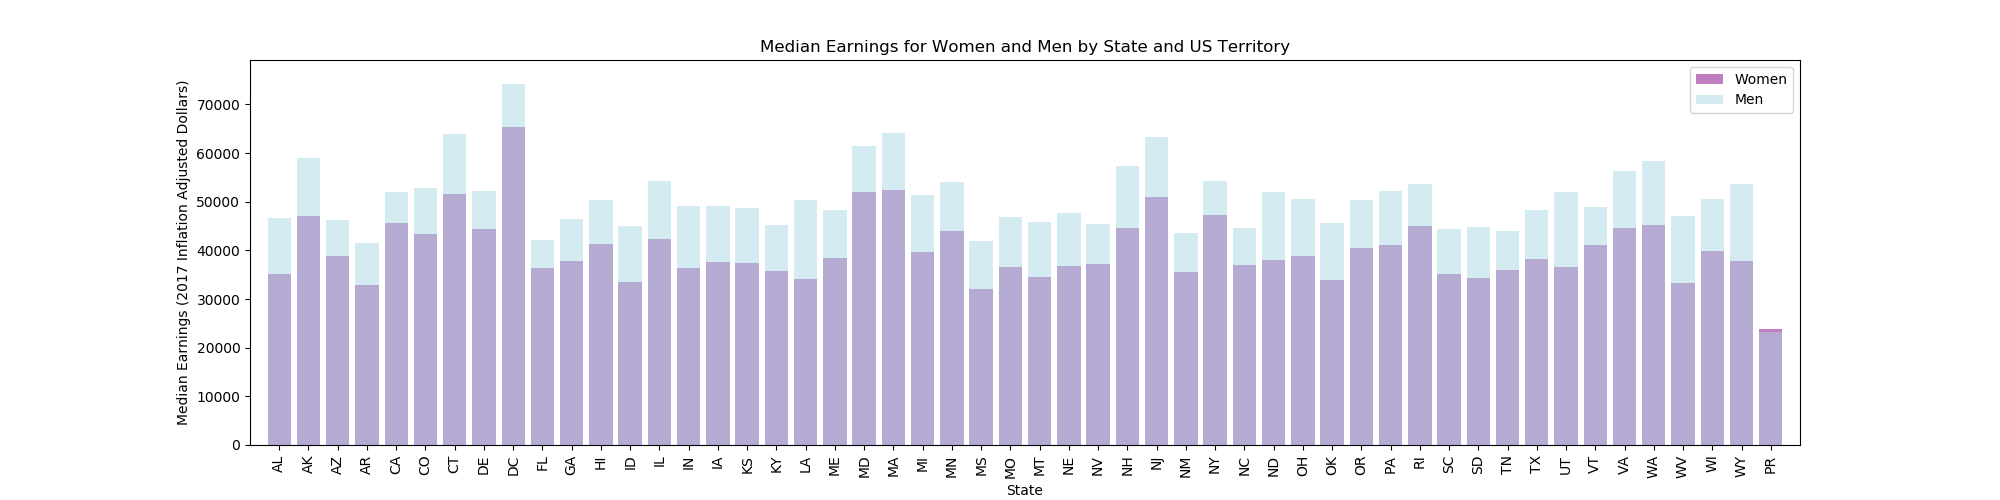 Median Earnings for Women and Men by State and US Territory
Women
Men
Median Earnings (2017 Inflation Adjusted Dollars)
70000
60000
50000
40000
30000
20000
10000
0
AL AK AZ AR CA CO CT DE DC FL GA HI ID IL IN IA KS KY LA ME MD MA MI MN MS MO MT NE NV NH NJ NM NY NC ND OH OK OR PA RI SC SD TN TX UT VT VA WA WV WI WY PR
State